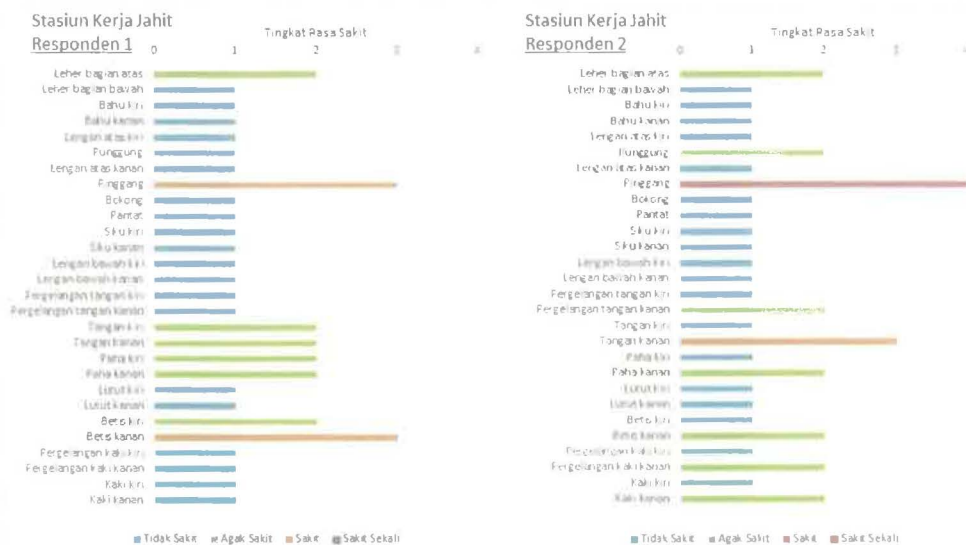 Stasiun Kerja Jahit
Responden 1
Tingkat Rasa Sakit
0 1 2 3 4
Leher bagian atas
Leher bagian bawah
Bahu kiri
Bahu kanan
Lengan atas kiri
Punggung
Lengan atas kanan
Pinggang
Bokong
Pantat
Siku kiri
Siku kanan
Lengan bawah kiri
Lengan bawah kanan
Pergelangan tangan kiri
Pergelangan tangan kanan
Tangan kiri
Tangan kanan
Paha kiri
Paha kanan
Lutut kiri
Lutut kanan
Betis kiri
Betis kanan
Pergelangan kaki kiri
Pergelangan kaki kanan
Kaki kiri
Kaki kanan
Tidak Sakit Agak Sakit Sakit Sakit Sekali
Stasiun Kerja Jahit
Responden 2
Tingkat Rasa Sakit
0 1 2 3 4
Leher bagian atas
Leher bagian bawah
Bahu kiri
Bahu kanan
Lengan atas kiri
Punggung
Lengan atas kanan
Pinggang
Bokong
Pantat
Siku kiri
Siku kanan
Lengan bawah kiri
Lengan bawah kanan
Pergelangan tangan kiri
Pergelangan tangan kanan
Tangan kiri
Tangan kanan
Paha kiri
Paha kanan
Lutut kiri
Lutut kanan
Betis kiri
Betis kanan
Pergelangan kaki kiri
Pergelangan kaki kanan
Kaki kiri
Kaki kanan
Tidak Sakit Agak Sakit Sakit Sakit Sekali